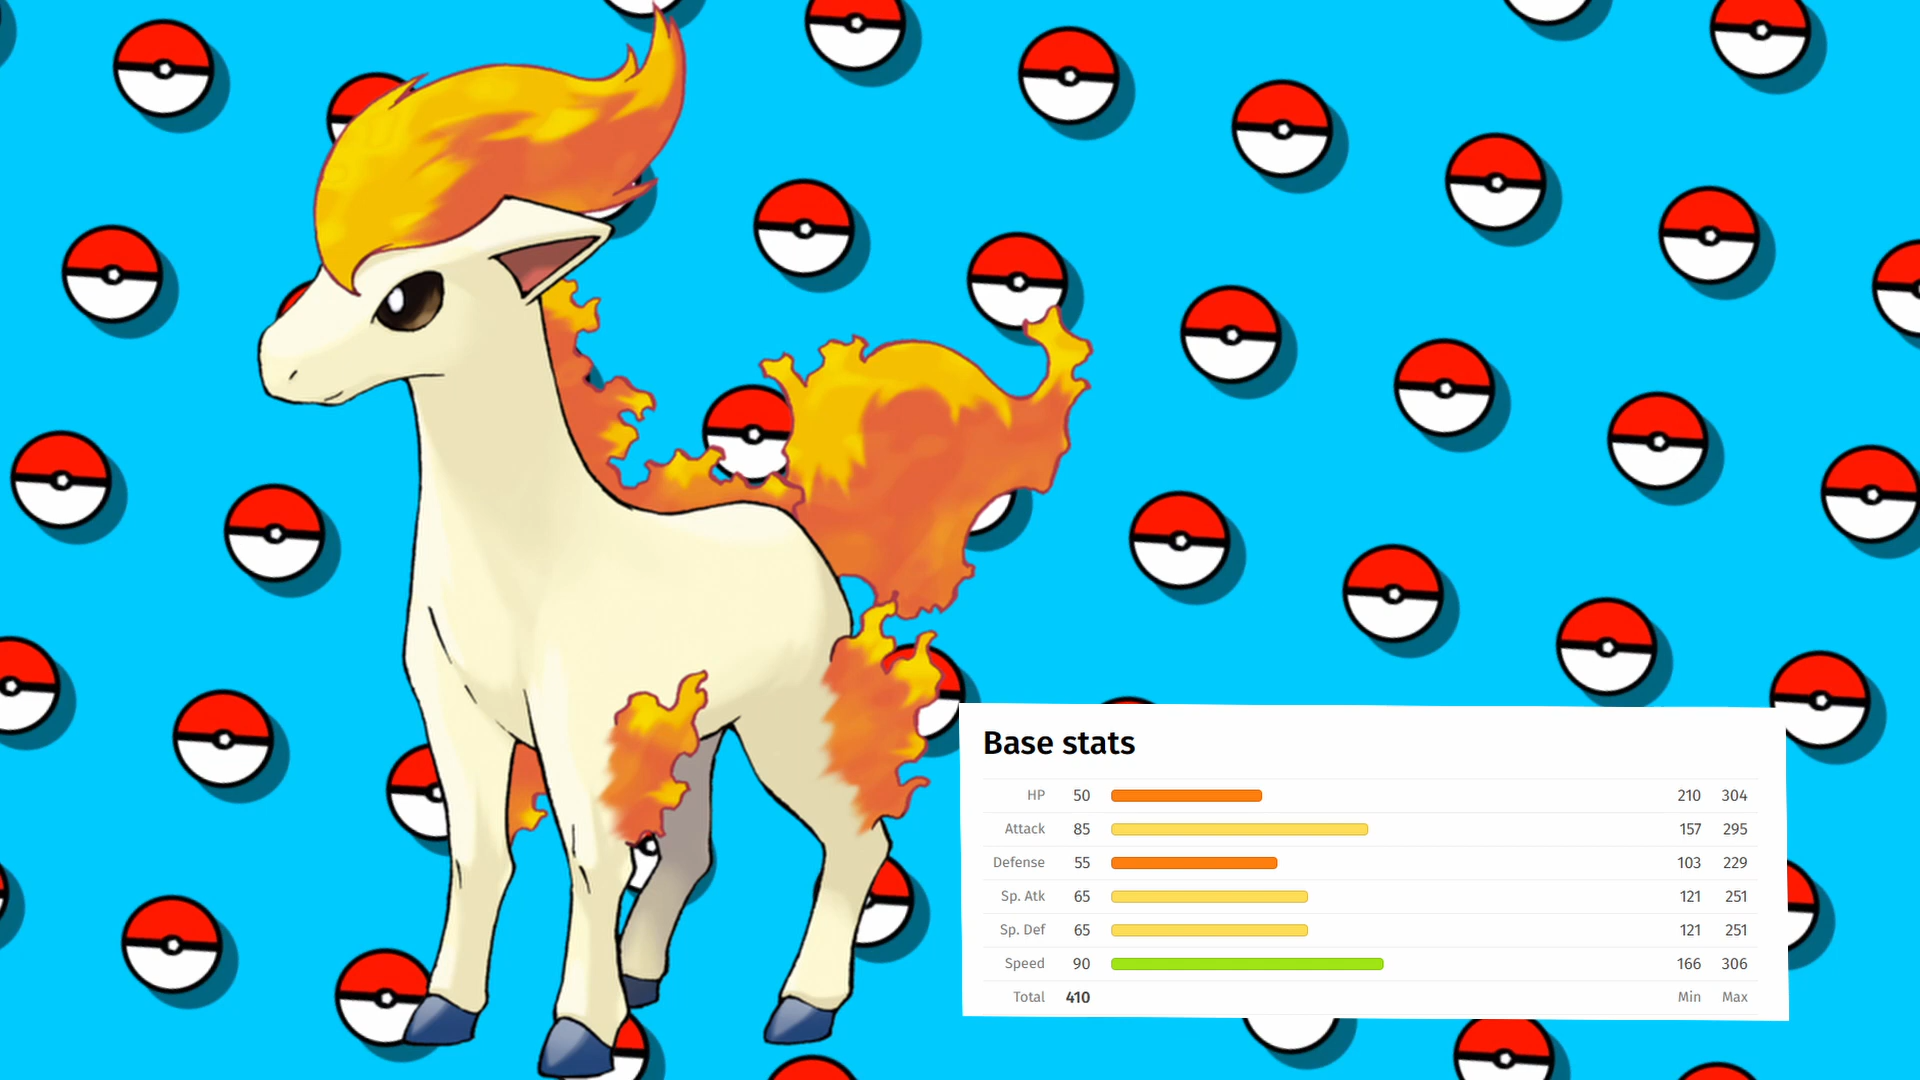 Base stats
HP 50 210 304
Attack 85 157 295
Defense 55 103 229
Sp. Atk 65 121 251
Sp. Def 65 121 251
Speed 90 166 306
Total 410 Min Max